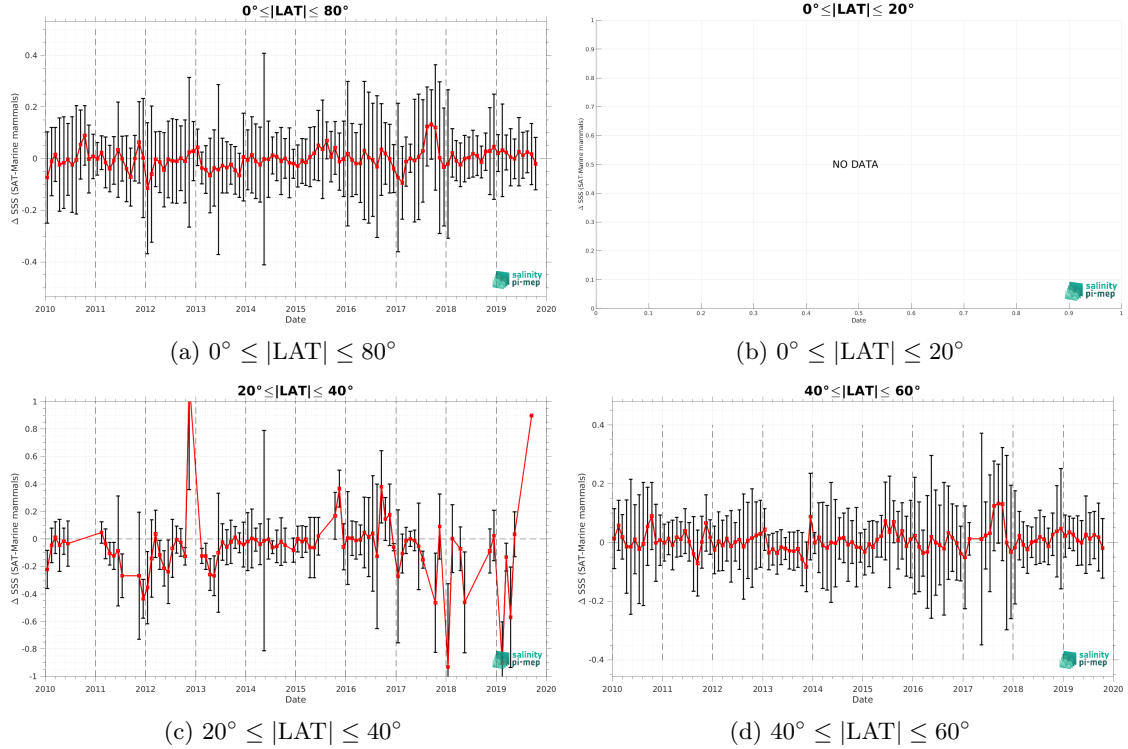 0°≤|LAT|≤ 80°
Δ SSS (SAT-Marine mammals)
0.4
0.2
0
-0.2
-0.4
2010 2011 2012 2013 2014 2015 2016 2017 2018 2019 2020
Date
salinity
pi-mep
(a) 0° ≤ |LAT| ≤ 80°
0°≤|LAT|≤ 20°
Δ SSS (SAT-Marine mammals)
1
0.9
0.8
0.7
0.6
0.5
0.4
0.3
0.2
0.1
0
NO DATA
0 0.1 0.2 0.3 0.4 0.5 0.6 0.7 0.8 0.9 1
Date
salinity
pi-mep
(b) 0° ≤ |LAT| ≤ 20°
20°≤|LAT|≤ 40°
Δ SSS (SAT-Marine mammals)
1
0.8
0.6
0.4
0.2
0
-0.2
-0.4
-0.6
-0.8
-1
2010 2011 2012 2013 2014 2015 2016 2017 2018 2019 2020
Date
salinity
pi-mep
(c) 20° ≤ |LAT| ≤ 40°
40°≤|LAT|≤ 60°
Δ SSS (SAT-Marine mammals)
0.4
0.2
0
-0.2
-0.4
2010 2011 2012 2013 2014 2015 2016 2017 2018 2019 2020
Date
salinity
pi-mep
(d) 40° ≤ |LAT| ≤ 60°